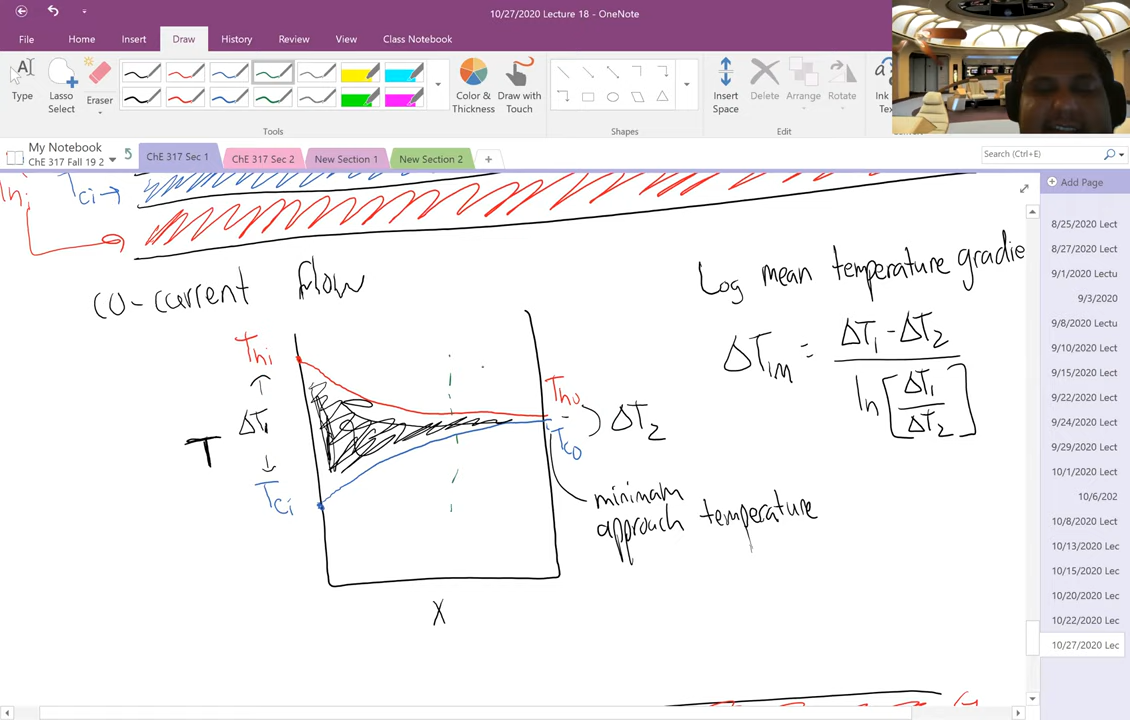 10/27/2020 Lecture 18 - OneNote
File Home Insert Draw History Review View Class Notebook
Type
Lasso Select
Eraser
Color & Thickness
Draw with Touch
Insert Space
Delete
Arrange
Rotate
Ink
Tex
Tools
Shapes
Edit
My Notebook
ChE 317 Fall 19 2
ChE 317 Sec 1
ChE 317 Sec 2
New Section 1
New Section 2
+
Search (Ctrl+E)
Add Page
8/25/2020 Lect
8/27/2020 Lect
9/1/2020 Lectu
9/3/2020
9/8/2020 Lectu
9/10/2020 Lect
9/15/2020 Lect
9/22/2020 Lect
9/24/2020 Lect
9/29/2020 Lect
10/1/2020 Lect
10/6/202
10/8/2020 Lect
10/13/2020 Lec
10/15/2020 Lec
10/20/2020 Lec
10/22/2020 Lec
10/27/2020 Lec
Tci →
co-current flow
Log mean temperature gradie
ΔTlm = ΔT1 - ΔT2
ln [ΔT1 / ΔT2]
Thi
ΔT1
T
Tci
Tho
Tco
ΔT2
minimam
approach temperature
X